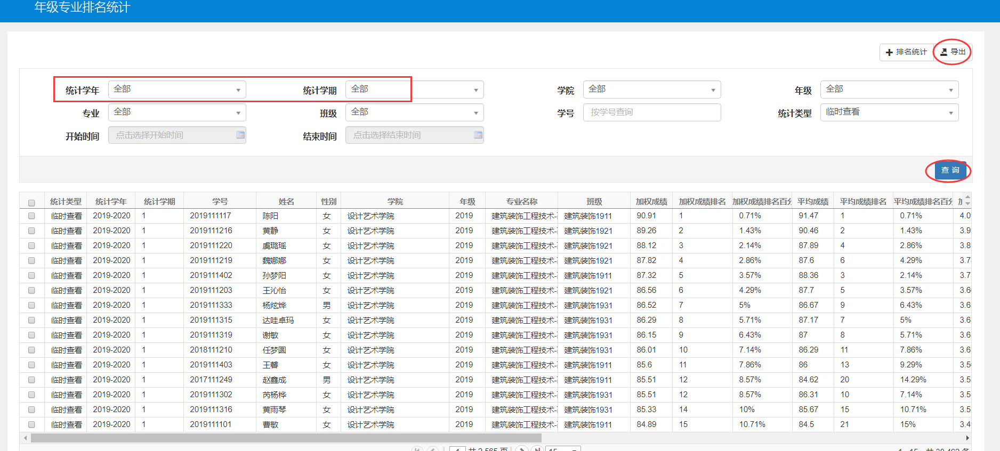 年级专业排名统计
排名统计 导出
统计学年 全部 统计学期 全部 学院 全部 年级 全部
专业 全部 班级 全部 学号 按学号查询 统计类型 临时查看
开始时间 点击选择开始时间 结束时间 点击选择结束时间
查 询
统计类型 统计学年 统计学期 学号 姓名 性别 学院 年级 专业名称 班级 加权成绩 加权成绩排名 加权成绩排名百分 平均成绩 平均成绩排名 平均成绩排名百分
临时查看 2019-2020 1 2019111117 陈阳 女 设计艺术学院 2019 建筑装饰工程技术- 建筑装饰1911 90.91 1 0.71% 91.47 1 0.71% 4.0
临时查看 2019-2020 1 2019111216 黄静 女 设计艺术学院 2019 建筑装饰工程技术- 建筑装饰1921 89.26 2 1.43% 90.46 2 1.43% 3.9
临时查看 2019-2020 1 2019111220 虞璐瑶 女 设计艺术学院 2019 建筑装饰工程技术- 建筑装饰1921 88.12 3 2.14% 87.89 4 2.86% 3.8
临时查看 2019-2020 1 2019111219 魏娜娜 女 设计艺术学院 2019 建筑装饰工程技术- 建筑装饰1921 87.82 4 2.86% 87.6 6 4.29% 3.7
临时查看 2019-2020 1 2019111402 孙梦阳 女 设计艺术学院 2019 建筑装饰工程技术- 建筑装饰1911 87.32 5 3.57% 88.36 3 2.14% 3.7
临时查看 2019-2020 1 2019111203 王沁怡 女 设计艺术学院 2019 建筑装饰工程技术- 建筑装饰1921 86.56 6 4.29% 87.7 5 3.57% 3.6
临时查看 2019-2020 1 2019111333 杨炫烨 男 设计艺术学院 2019 建筑装饰工程技术- 建筑装饰1931 86.52 7 5% 86.67 9 6.43% 3.6
临时查看 2019-2020 1 2019111315 达哇卓玛 女 设计艺术学院 2019 建筑装饰工程技术- 建筑装饰1931 86.29 8 5.71% 87.17 7 5% 3.6
临时查看 2019-2020 1 2019111319 谢敏 女 设计艺术学院 2019 建筑装饰工程技术- 建筑装饰1931 86.15 9 6.43% 87 8 5.71% 3.6
临时查看 2019-2020 1 2018111210 任梦圆 女 设计艺术学院 2019 建筑装饰工程技术- 建筑装饰1931 86.01 10 7.14% 86.29 11 7.86% 3.6
临时查看 2019-2020 1 2019111403 王馨 女 设计艺术学院 2019 建筑装饰工程技术- 建筑装饰1911 85.6 11 7.86% 86 13 9.29% 3.5
临时查看 2019-2020 1 2017111249 赵鑫成 男 设计艺术学院 2019 建筑装饰工程技术- 建筑装饰1911 85.51 12 8.57% 84.62 20 14.29% 3.5
临时查看 2019-2020 1 2019111302 芮杨桦 女 设计艺术学院 2019 建筑装饰工程技术- 建筑装饰1931 85.51 12 8.57% 86.31 10 7.14% 3.5
临时查看 2019-2020 1 2019111316 黄雨琴 女 设计艺术学院 2019 建筑装饰工程技术- 建筑装饰1931 85.33 14 10% 85.67 15 10.71% 3.5
临时查看 2019-2020 1 2019111101 曹敏 女 设计艺术学院 2019 建筑装饰工程技术- 建筑装饰1911 84.89 15 10.71% 84.5 21 15% 3.4
1 共 2 565 页 15 1 - 15